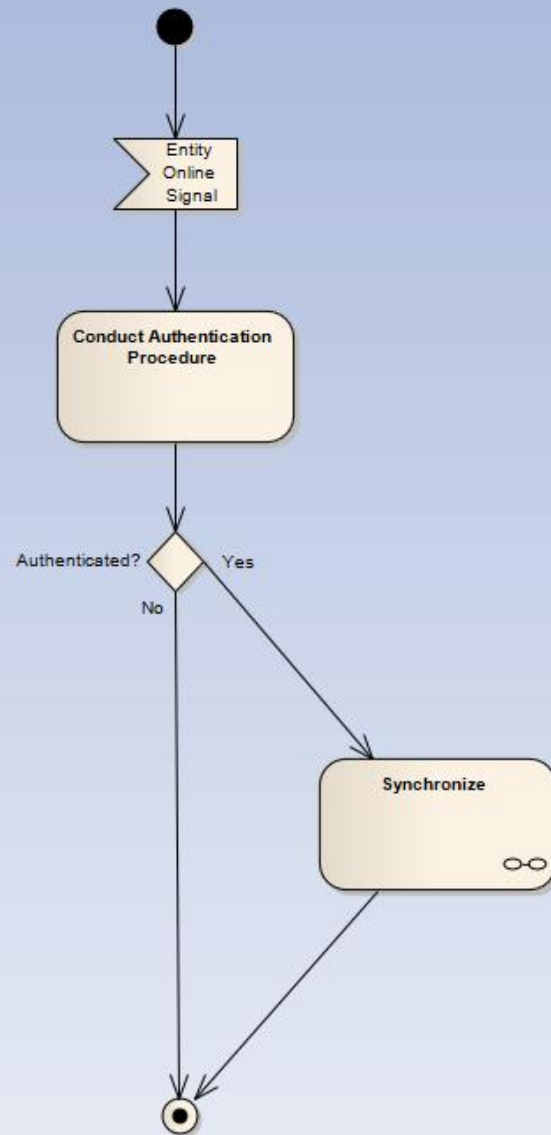 Entity
Online
Signal
Conduct Authentication
Procedure
Authenticated?
Yes
No
Synchronize